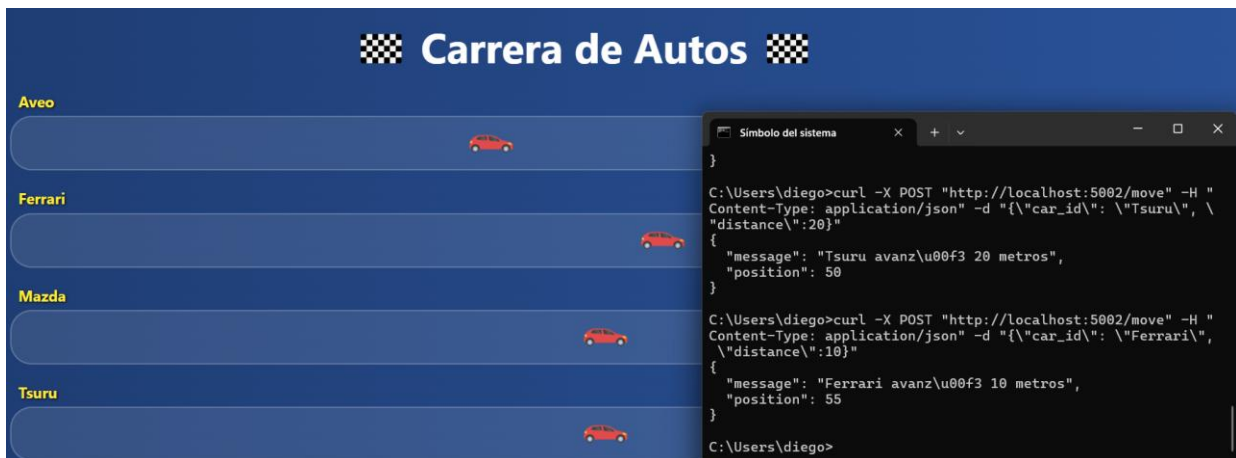 Carrera de Autos
Aveo
Ferrari
Mazda
Tsuru
Símbolo del sistema
}
C:\Users\diego>curl -X POST "http://localhost:5002/move" -H "
Content-Type: application/json" -d "{\"car_id\": \"Tsuru\", \
"distance\":20}"
{
  "message": "Tsuru avanz\u00f3 20 metros",
  "position": 50
}
C:\Users\diego>curl -X POST "http://localhost:5002/move" -H "
Content-Type: application/json" -d "{\"car_id\": \"Ferrari\",
 \"distance\":10}"
{
  "message": "Ferrari avanz\u00f3 10 metros",
  "position": 55
}
C:\Users\diego>